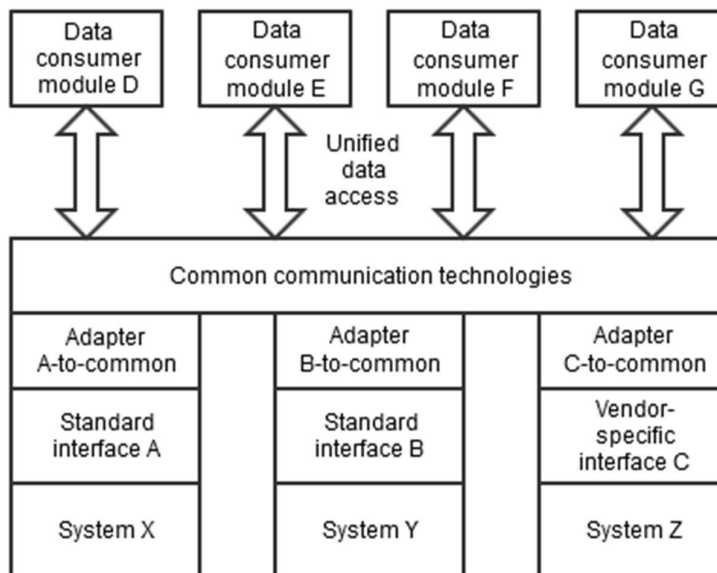 Data
consumer
module D
Data
consumer
module E
Data
consumer
module F
Data
consumer
module G
Unified
data
access
Common communication technologies
Adapter
A-to-common
Adapter
B-to-common
Adapter
C-to-common
Standard
interface A
Standard
interface B
Vendor-
specific
interface C
System X
System Y
System Z